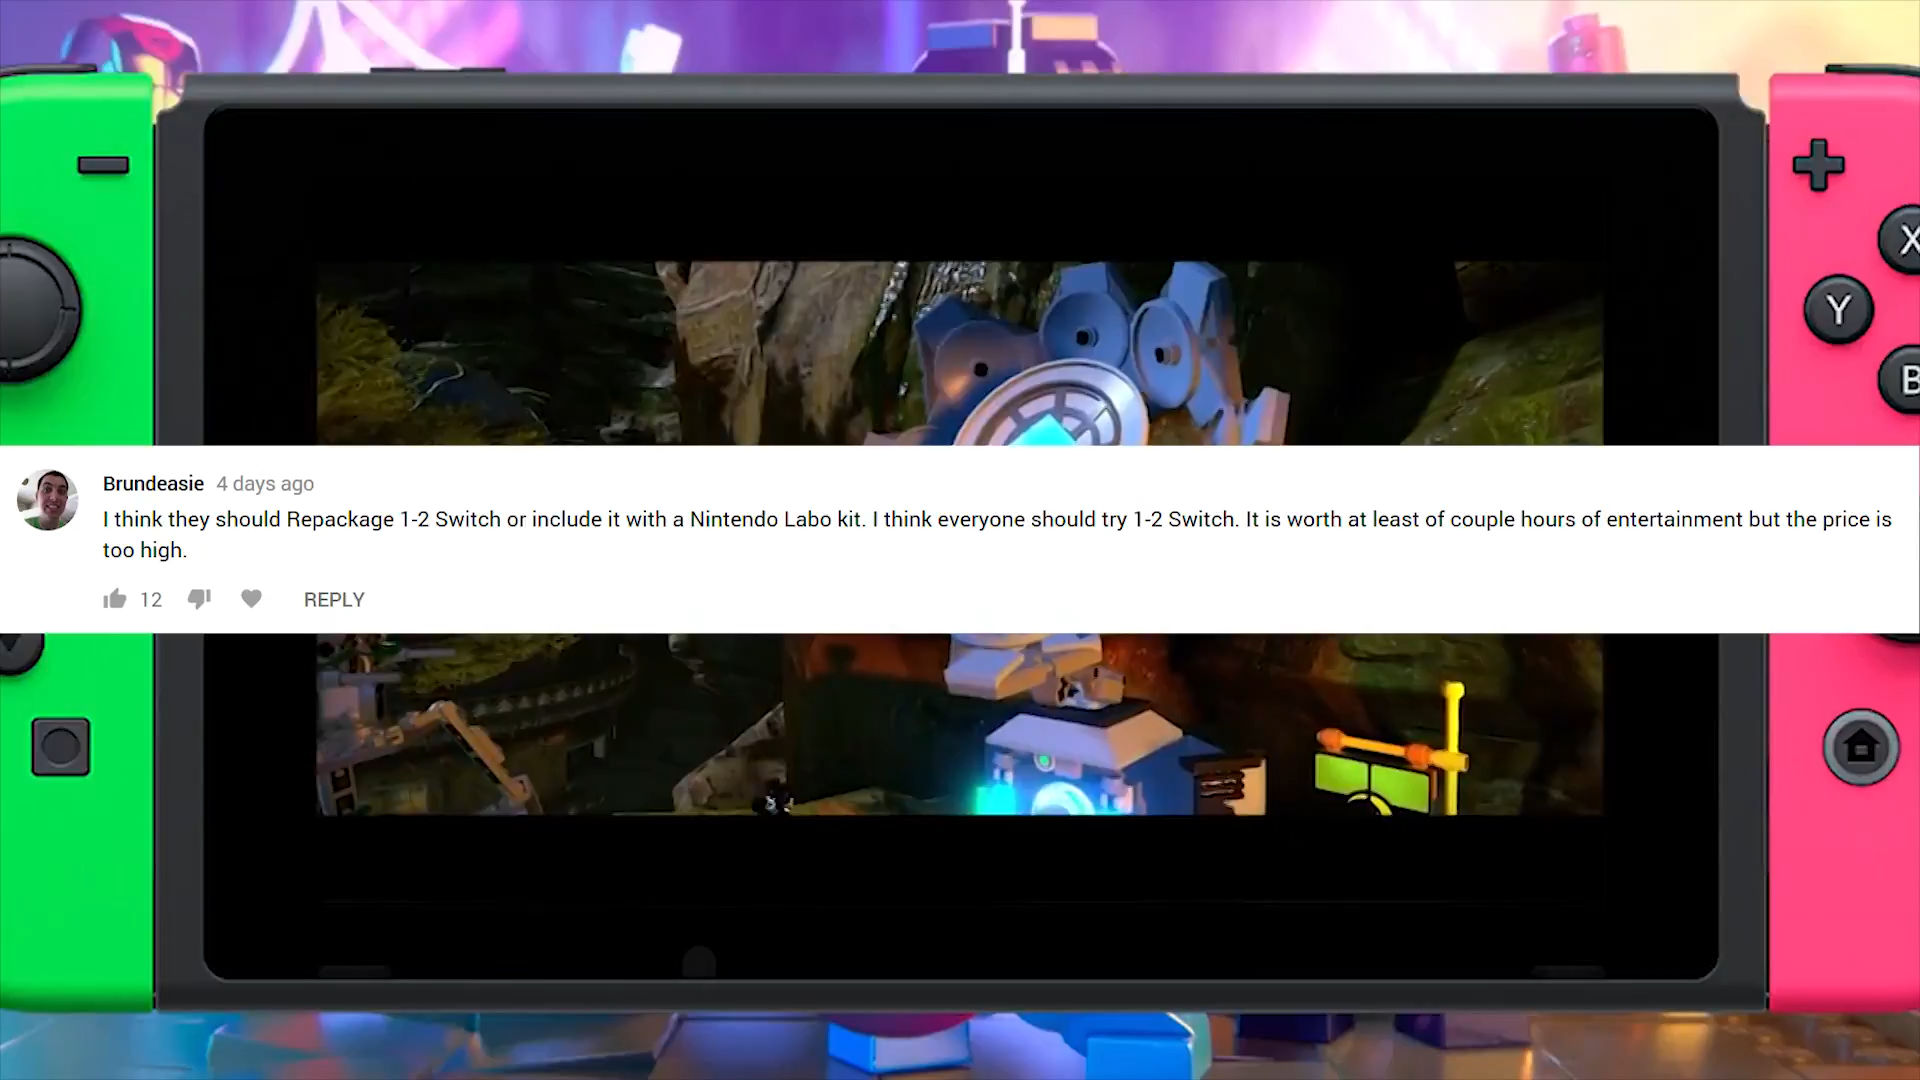 X
Y
B
Brundeasie 4 days ago
I think they should Repackage 1-2 Switch or include it with a Nintendo Labo kit. I think everyone should try 1-2 Switch. It is worth at least of couple hours of entertainment but the price is
too high.
12 REPLY